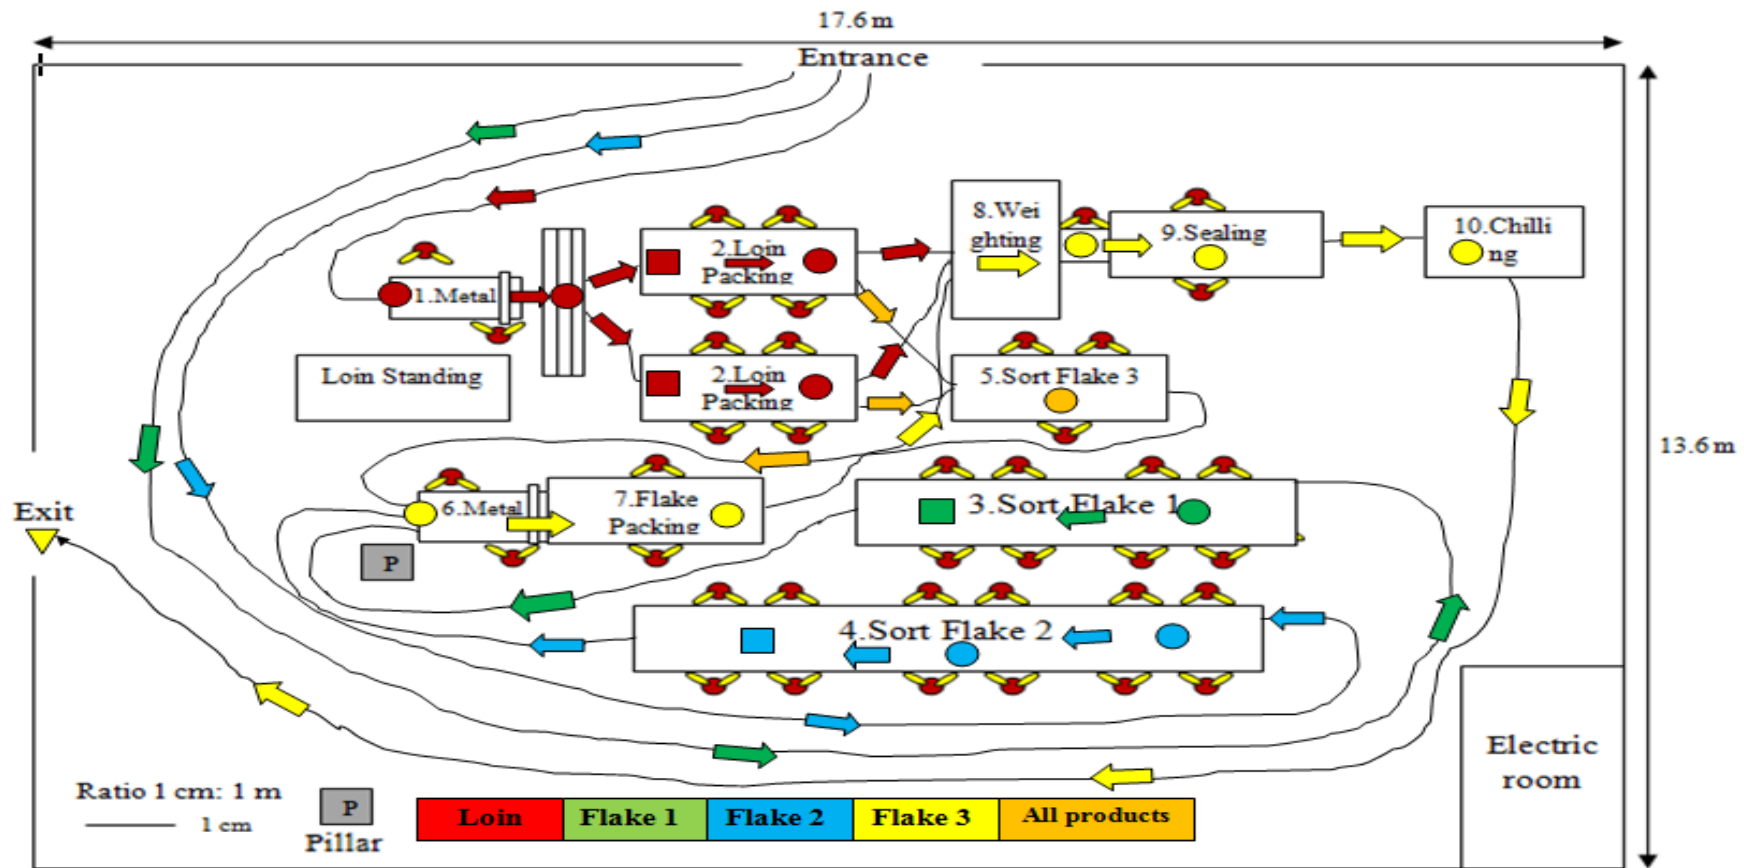 17.6 m
Entrance
8.Wei
ghting
2.Loin
Packing
9.Sealing
10.Chilli
ng
1.Metal
Loin Standing
2.Loin
Packing
5.Sort Flake 3
13.6 m
Exit
6.Metal
7.Flake
Packing
3.Sort Flake 1
P
4.Sort Flake 2
Electric
room
Ratio 1 cm: 1 m
1 cm
P
Pillar
Loin
Flake 1
Flake 2
Flake 3
All products